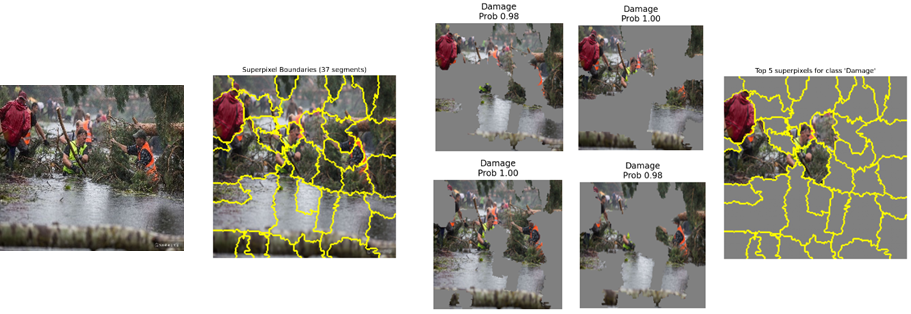 Superpixel Boundaries (37 segments)
Damage
Prob 0.98
Damage
Prob 1.00
Damage
Prob 1.00
Damage
Prob 0.98
Top 5 superpixels for class 'Damage'